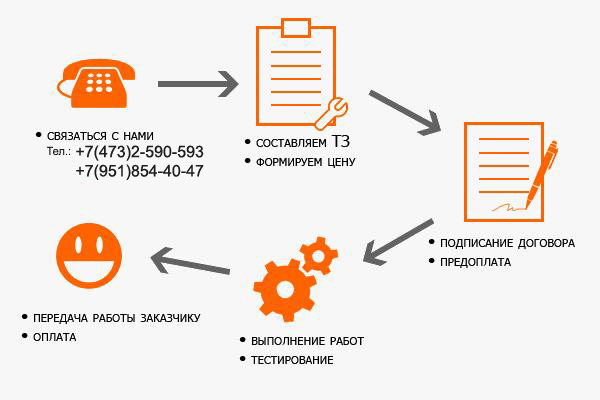 • СВЯЗАТЬСЯ С НАМИ
Тел.: +7(473)2-590-593
+7(951)854-40-47
• СОСТАВЛЯЕМ ТЗ
• ФОРМИРУЕМ ЦЕНУ
• ПОДПИСАНИЕ ДОГОВОРА
• ПРЕДОПЛАТА
• ВЫПОЛНЕНИЕ РАБОТ
• ТЕСТИРОВАНИЕ
• ПЕРЕДАЧА РАБОТЫ ЗАКАЗЧИКУ
• ОПЛАТА